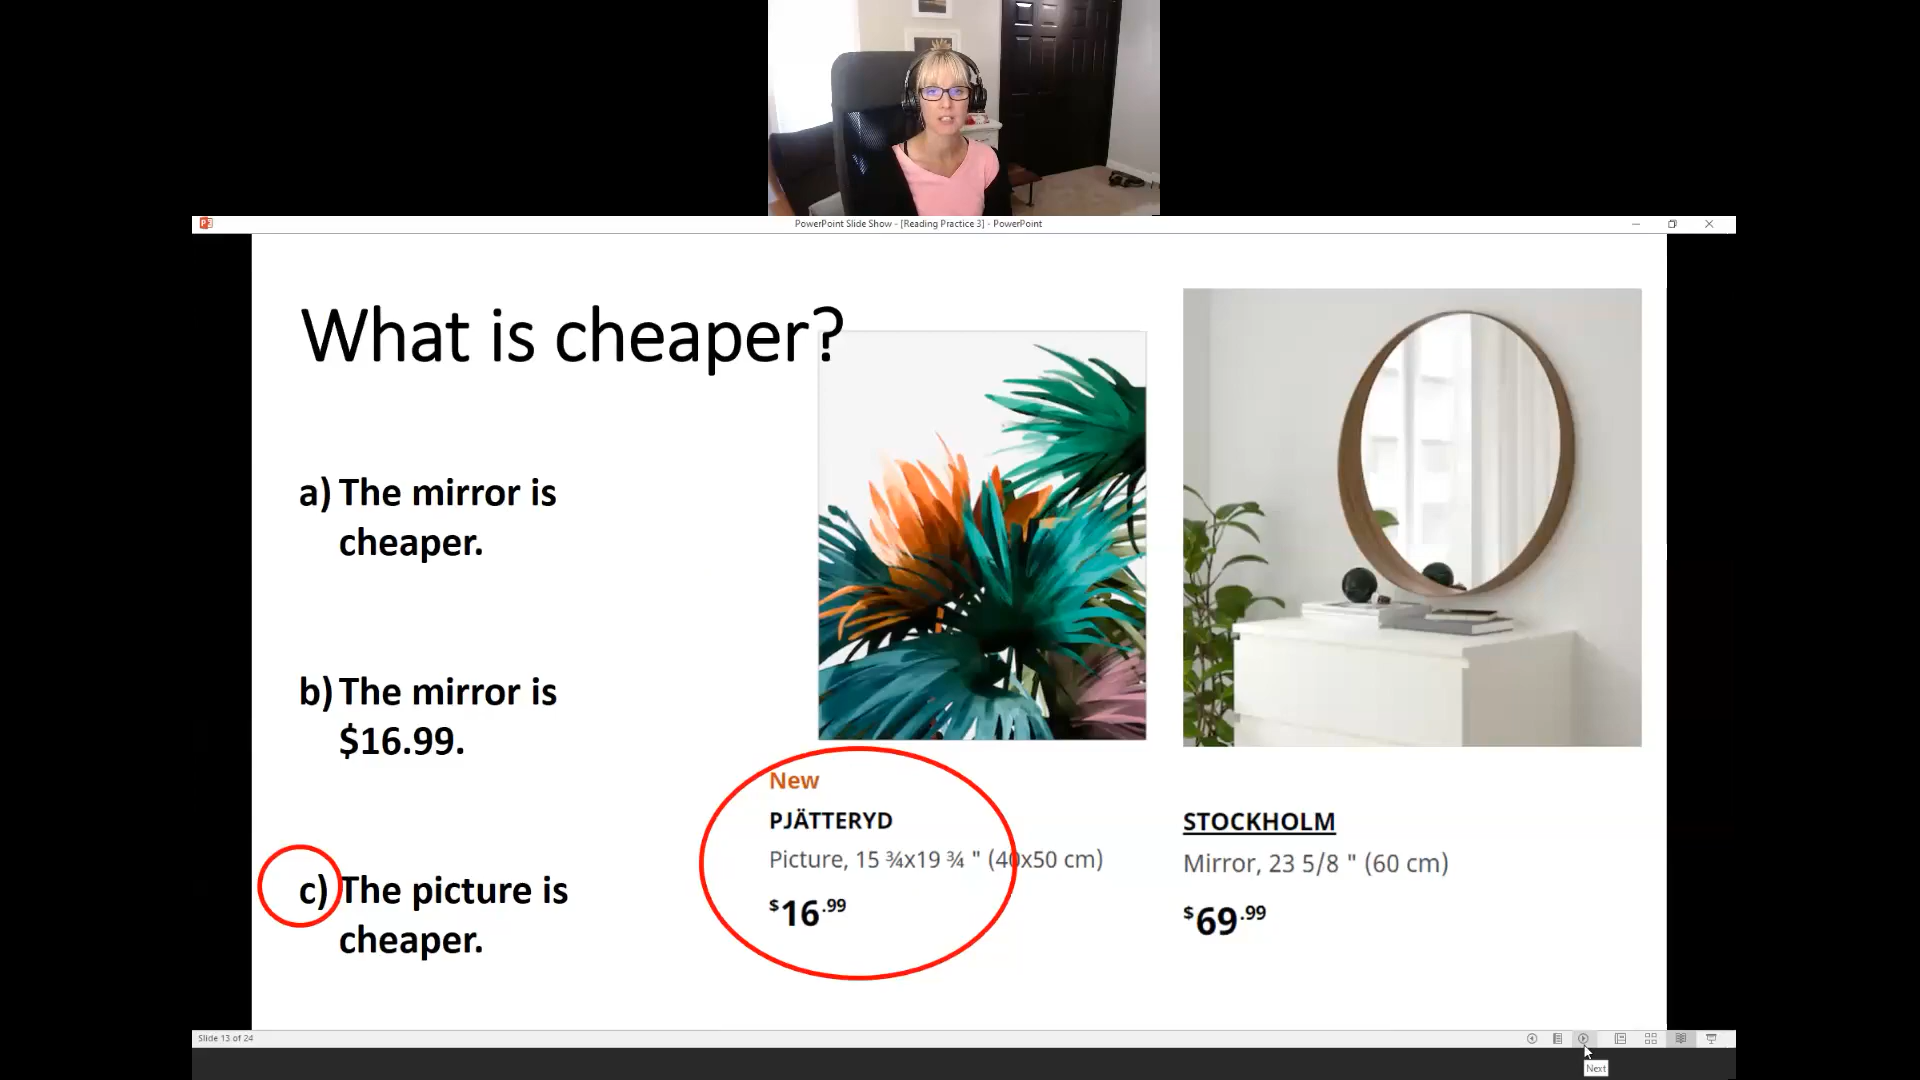 PowerPoint Slide Show - [Reading Practice 3] - PowerPoint
What is cheaper?
a) The mirror is
cheaper.
b) The mirror is
$16.99.
c) The picture is
cheaper.
New
PJÄTTERYD
Picture, 15 ¾x19 ¾ " (40x50 cm)
$16.99
STOCKHOLM
Mirror, 23 5/8 " (60 cm)
$69.99
Slide 13 of 24
Next